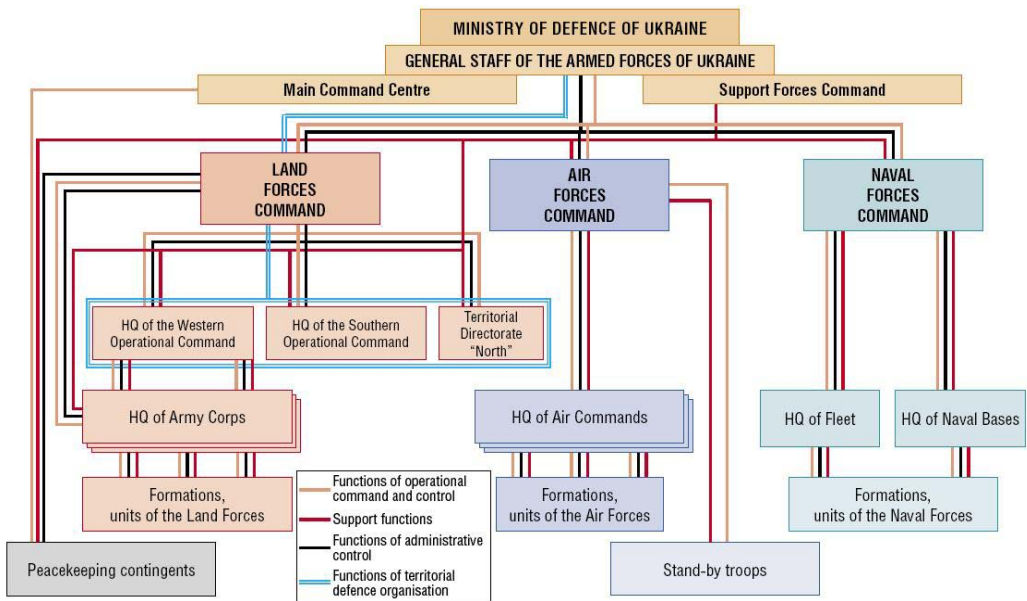 MINISTRY OF DEFENCE OF UKRAINE
GENERAL STAFF OF THE ARMED FORCES OF UKRAINE
Main Command Centre
Support Forces Command
LAND
FORCES
COMMAND
AIR
FORCES
COMMAND
NAVAL
FORCES
COMMAND
HQ of the Western
Operational Command
HQ of the Southern
Operational Command
Territorial
Directorate
“North”
HQ of Army Corps
HQ of Air Commands
HQ of Fleet
HQ of Naval Bases
Formations,
units of the Land Forces
Functions of operational
command and control
Support functions
Functions of administrative
control
Functions of territorial
defence organisation
Formations,
units of the Air Forces
Formations,
units of the Naval Forces
Peacekeeping contingents
Stand-by troops